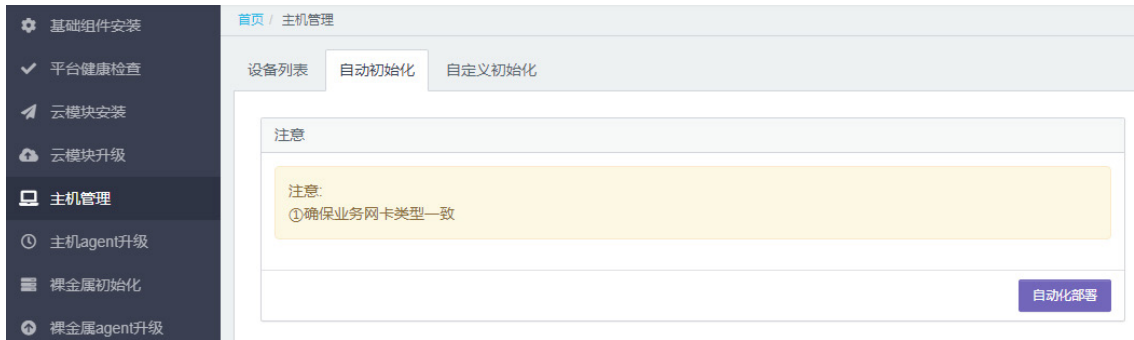 基础组件安装
平台健康检查
云模块安装
云模块升级
主机管理
主机agent升级
裸金属初始化
裸金属agent升级
首页 / 主机管理
设备列表 自动初始化 自定义初始化
注意
注意:
①确保业务网卡类型一致
自动化部署